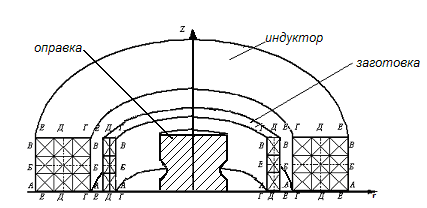 z
индуктор
оправка
заготовка
Е Д Г Е Д Г Г Д Е Г Д Е
В В В В
Б Б Е Б
А А А А
Е Д Г Е Д Г Г Д Е Г Д Е
r